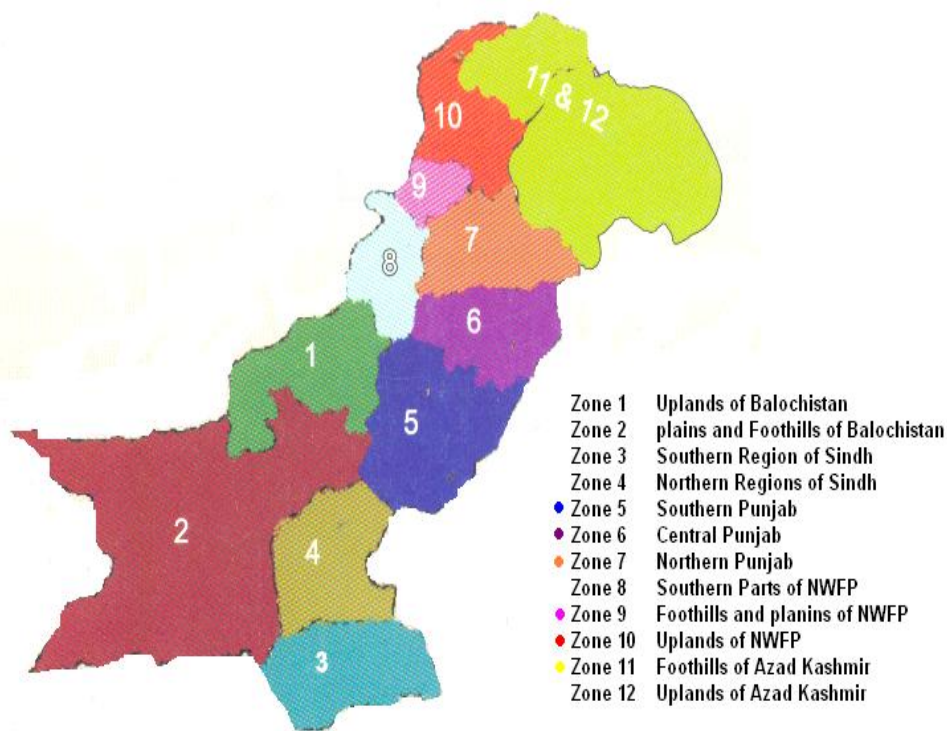 11 & 12
10
9
7
8
6
1
5
2
4
3
Zone 1 Uplands of Balochistan
Zone 2 plains and Foothills of Balochistan
Zone 3 Southern Region of Sindh
Zone 4 Northern Regions of Sindh
Zone 5 Southern Punjab
Zone 6 Central Punjab
Zone 7 Northern Punjab
Zone 8 Southern Parts of NWFP
Zone 9 Foothills and planins of NWFP
Zone 10 Uplands of NWFP
Zone 11 Foothills of Azad Kashmir
Zone 12 Uplands of Azad Kashmir